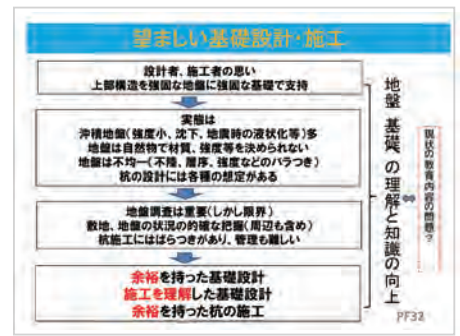 望ましい基礎設計・施工
設計者、施工者の思い
上部構造を強固な地盤に強固な基礎で支持
実態は
沖積地盤(強度小、沈下、地震時の液状化等)多
地盤は自然物で材質、強度等を決められない
地盤は不均一(不陸、層序、強度などのバラつき)
杭の設計には各種の想定がある
地盤調査は重要(しかし限界)
敷地、地盤の状況の的確な把握(周辺も含め)
杭施工にはばらつきがあり、管理も難しい
余裕を持った基礎設計
施工を理解した基礎設計
余裕を持った杭の施工
地盤、基礎、の理解と知識の向上
現状の教育内容の問題?
PF32